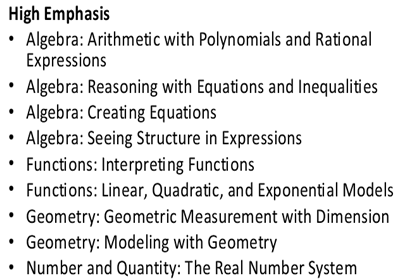 High Emphasis
• Algebra: Arithmetic with Polynomials and Rational
Expressions
• Algebra: Reasoning with Equations and Inequalities
• Algebra: Creating Equations
• Algebra: Seeing Structure in Expressions
• Functions: Interpreting Functions
• Functions: Linear, Quadratic, and Exponential Models
• Geometry: Geometric Measurement with Dimension
• Geometry: Modeling with Geometry
• Number and Quantity: The Real Number System